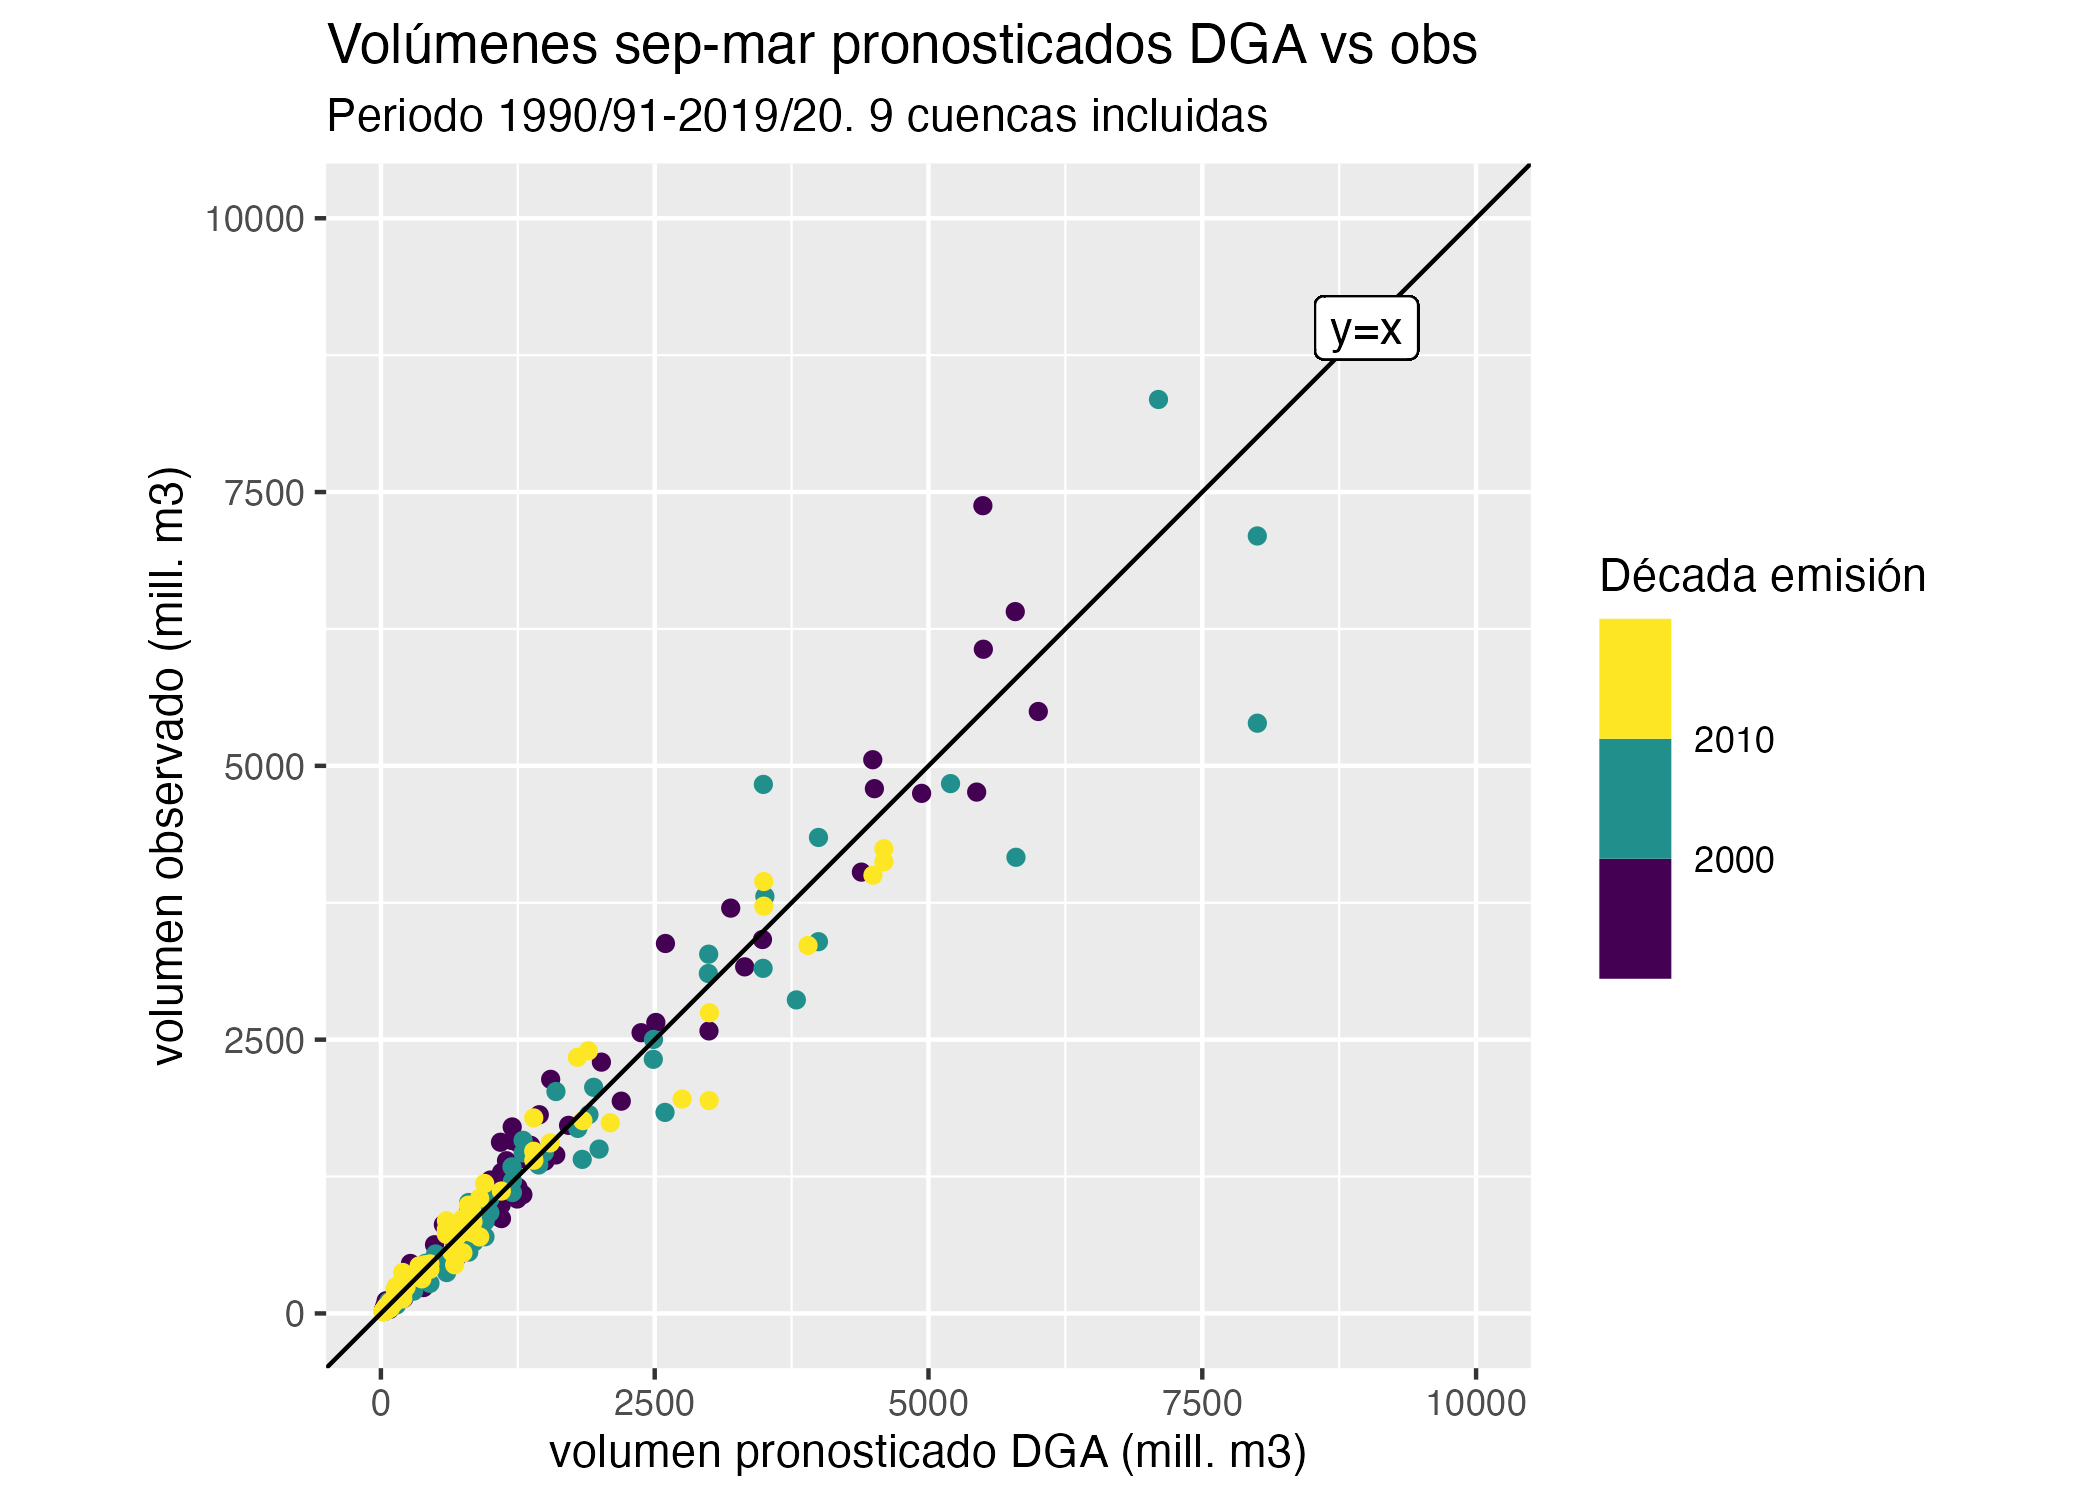 Volúmenes sep-mar pronosticados DGA vs obs
Periodo 1990/91-2019/20. 9 cuencas incluidas
10000
7500
5000
2500
0
volumen observado (mill. m3)
y=x
0 2500 5000 7500 10000
volumen pronosticado DGA (mill. m3)
Década emisión
2010
2000